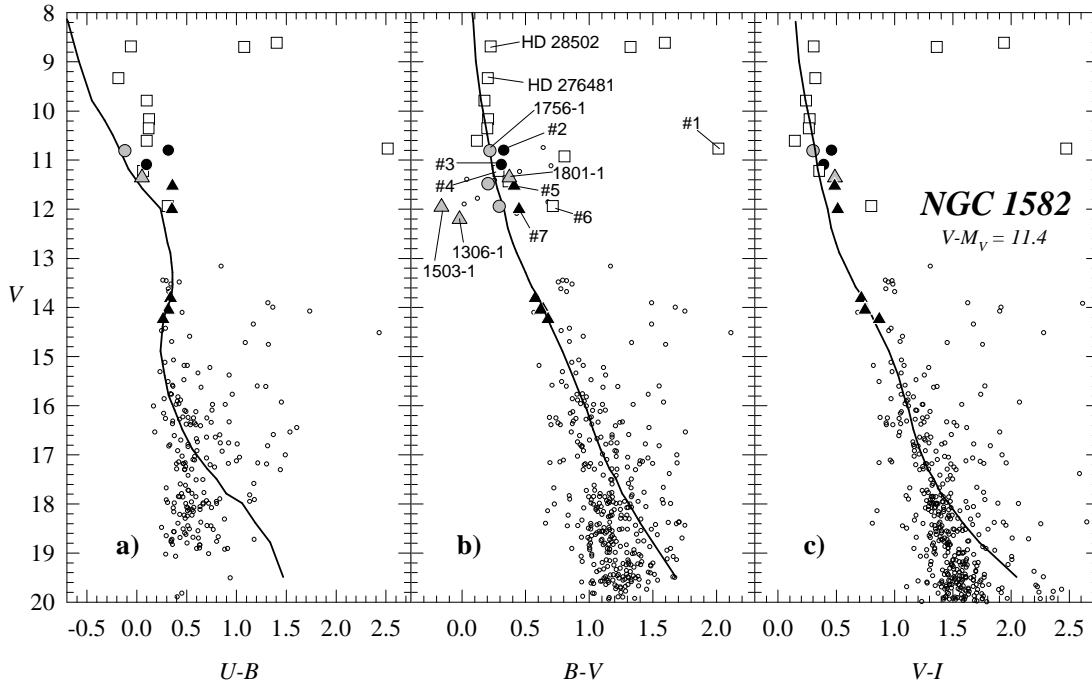 8
9
10
11
12
13
14
15
16
17
18
19
20
V
HD 28502
HD 276481
1756-1
#2
#1
#3
#4
1801-1
#5
#6
#7
1306-1
1503-1
NGC 1582
V-M_V = 11.4
a)
b)
c)
-0.5 0.0 0.5 1.0 1.5 2.0 2.5
0.0 0.5 1.0 1.5 2.0
0.0 0.5 1.0 1.5 2.0 2.5
U-B
B-V
V-I